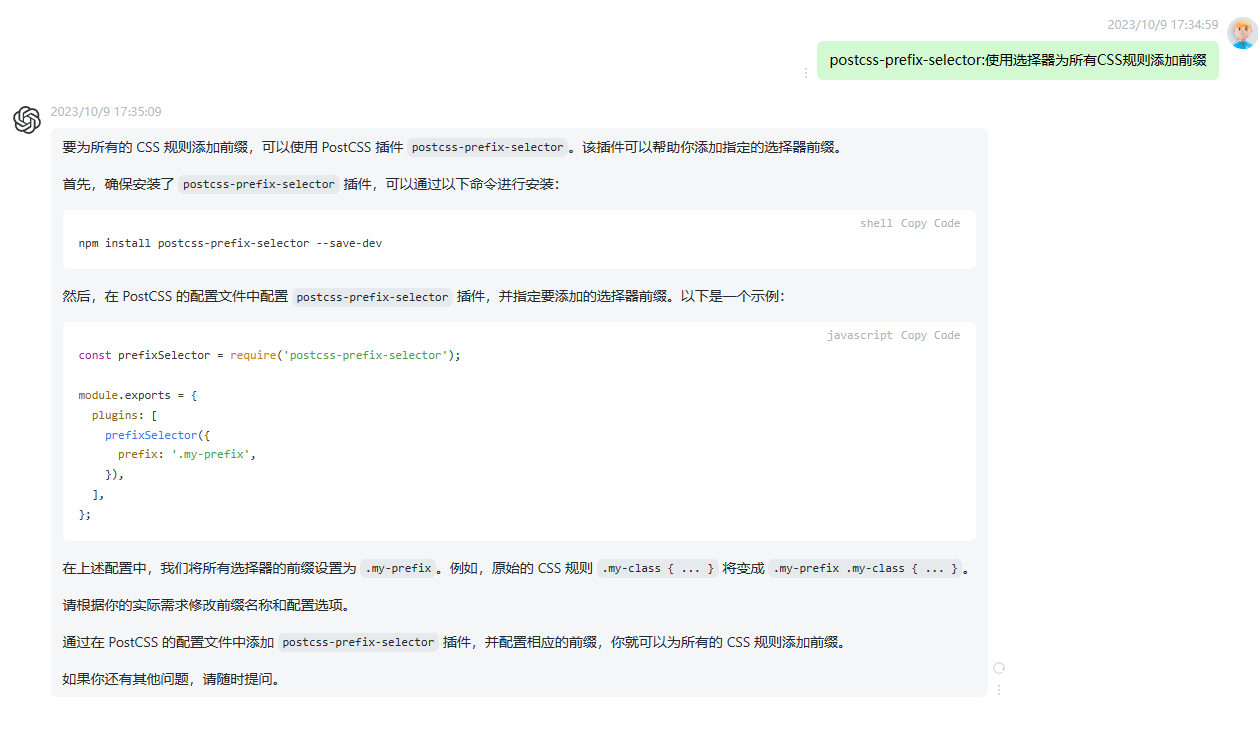 2023/10/9 17:34:59
postcss-prefix-selector:使用选择器为所有CSS规则添加前缀
2023/10/9 17:35:09
要为所有的 CSS 规则添加前缀，可以使用 PostCSS 插件 postcss-prefix-selector 。该插件可以帮助你添加指定的选择器前缀。
首先，确保安装了 postcss-prefix-selector 插件，可以通过以下命令进行安装：
shell Copy Code
npm install postcss-prefix-selector --save-dev
然后，在 PostCSS 的配置文件中配置 postcss-prefix-selector 插件，并指定要添加的选择器前缀。以下是一个示例：
javascript Copy Code
const prefixSelector = require('postcss-prefix-selector');
module.exports = {
  plugins: [
    prefixSelector({
      prefix: '.my-prefix',
    }),
  ],
};
在上述配置中，我们将所有选择器的前缀设置为 .my-prefix 。例如，原始的 CSS 规则 .my-class { ... } 将变成 .my-prefix .my-class { ... } 。
请根据你的实际需求修改前缀名称和配置选项。
通过在 PostCSS 的配置文件中添加 postcss-prefix-selector 插件，并配置相应的前缀，你就可以为所有的 CSS 规则添加前缀。
如果你还有其他问题，请随时提问。